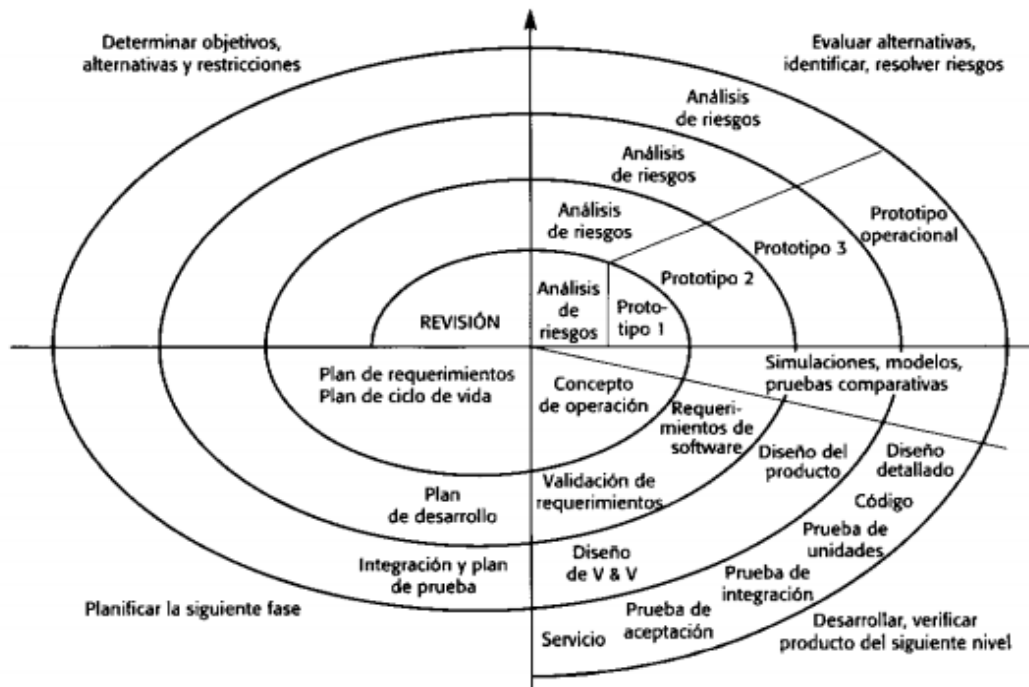 Determinar objetivos,
alternativas y restricciones
Evaluar alternativas,
identificar, resolver riesgos
Análisis
de riesgos
Análisis
de riesgos
Análisis
de riesgos
Prototipo
operacional
Prototipo 3
Prototipo 2
REVISIÓN
Análisis
de
riesgos
Proto-
tipo 1
Simulaciones, modelos,
pruebas comparativas
Plan de requerimientos
Plan de ciclo de vida
Concepto
de operación
Requeri-
mientos de
software
Diseño del
producto
Diseño
detallado
Plan
de desarrollo
Validación de
requerimientos
Código
Prueba de
unidades
Integración y plan
de prueba
Diseño
de V & V
Prueba de
integración
Planificar la siguiente fase
Prueba de
aceptación
Servicio
Desarrollar, verificar
producto del siguiente nivel